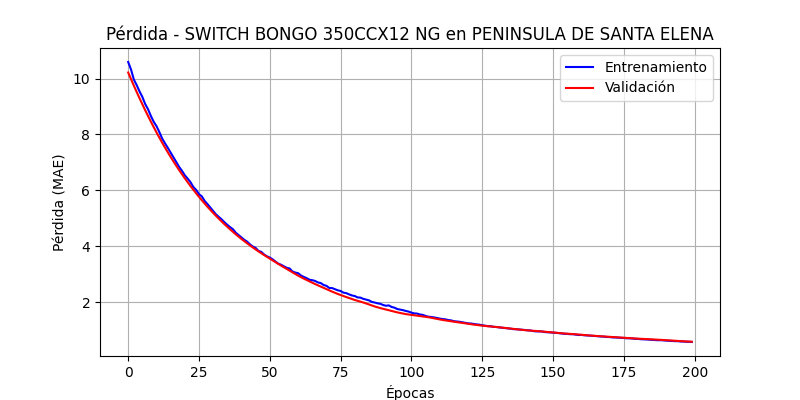 Pérdida - SWITCH BONGO 350CCX12 NG en PENINSULA DE SANTA ELENA
Entrenamiento
Validación
Pérdida (MAE)
10
8
6
4
2
0 25 50 75 100 125 150 175 200
Épocas